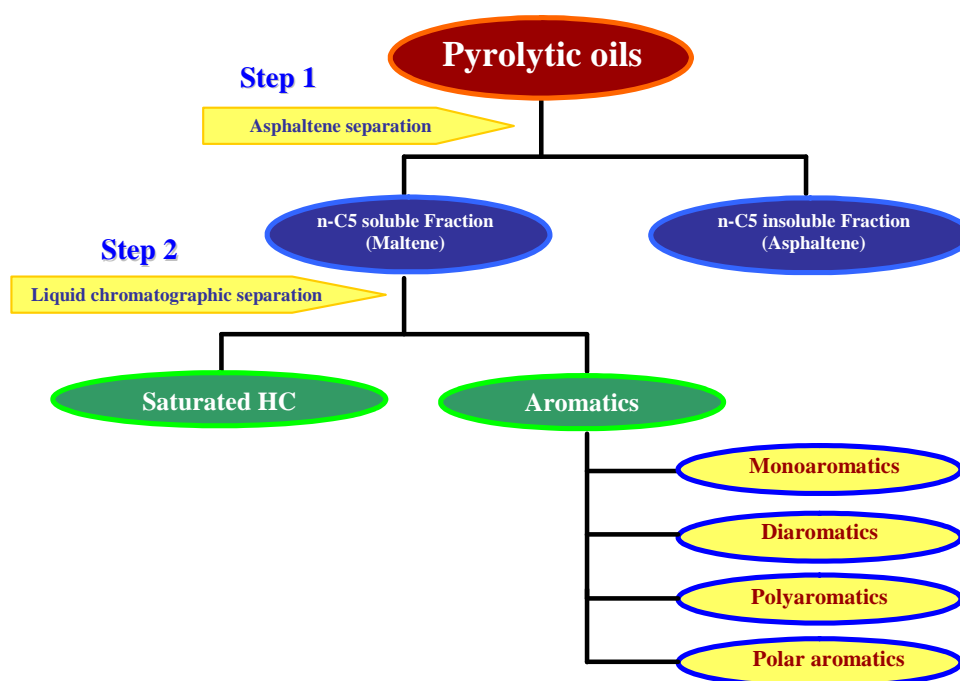 Pyrolytic oils
Step 1
Asphaltene separation
n-C5 soluble Fraction
(Maltene)
n-C5 insoluble Fraction
(Asphaltene)
Step 2
Liquid chromatographic separation
Saturated HC
Aromatics
Monoaromatics
Diaromatics
Polyaromatics
Polar aromatics